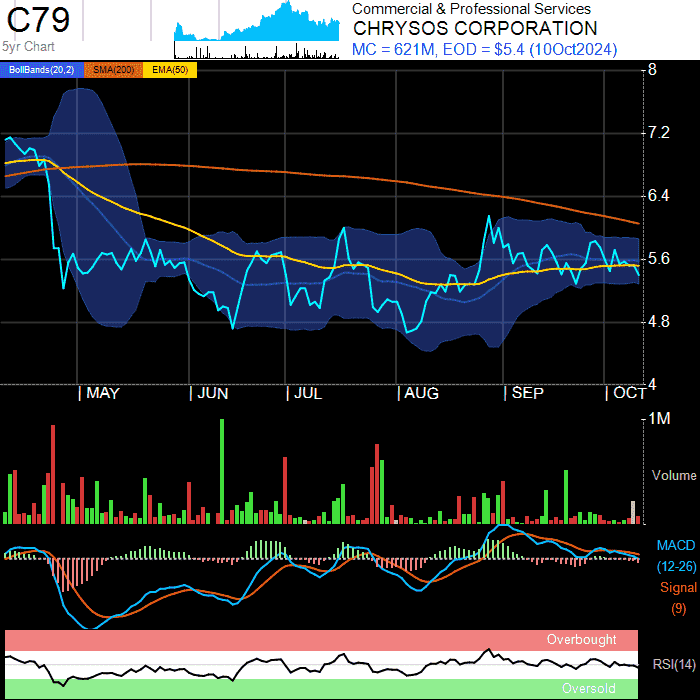 C79
5yr Chart
Commercial & Professional Services
CHRYSOS CORPORATION
MC = 621M, EOD = $5.4 (10Oct2024)
BollBands(20,2) SMA(200) EMA(50)
8
7.2
6.4
5.6
4.8
4
| MAY | JUN | JUL | AUG | SEP | OCT
1M
Volume
MACD
(12-26)
Signal
(9)
Overbought
RSI(14)
Oversold